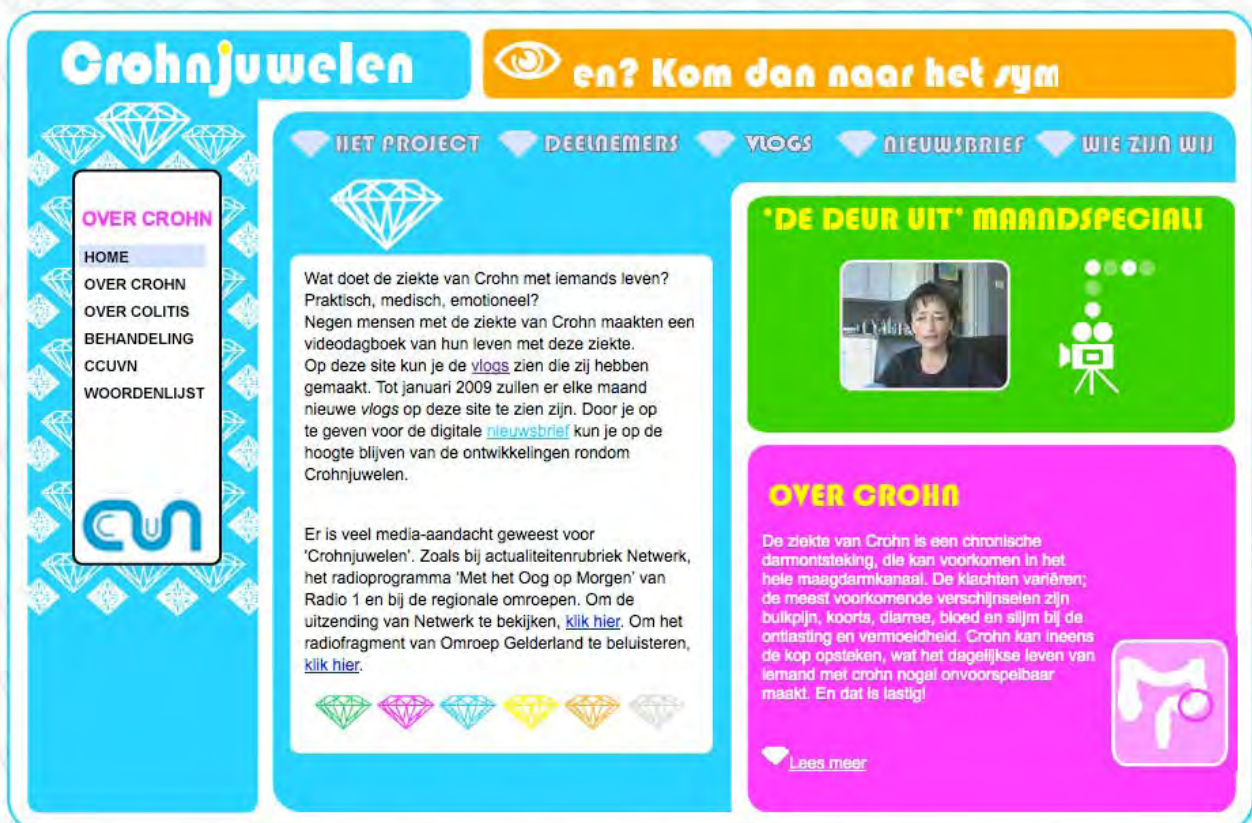 Crohnjuwelen
en? Kom dan naar het sym
HET PROJECT
DEELNEMERS
VLOGS
NIEUWSBRIEF
WIE ZIJN WIJ
OVER CROHN
HOME
OVER CROHN
OVER COLITIS
BEHANDELING
CCUVN
WOORDENLIJST
CCUVN
Wat doet de ziekte van Crohn met iemands leven?
Praktisch, medisch, emotioneel?
Negen mensen met de ziekte van Crohn maakten een
videodagboek van hun leven met deze ziekte.
Op deze site kun je de vlogs zien die zij hebben
gemaakt. Tot januari 2009 zullen er elke maand
nieuwe vlogs op deze site te zien zijn. Door je op
te geven voor de digitale nieuwsbrief kun je op de
hoogte blijven van de ontwikkelingen rondom
Crohnjuwelen.
Er is veel media-aandacht geweest voor
'Crohnjuwelen'. Zoals bij actualiteitenrubriek Netwerk,
het radioprogramma 'Met het Oog op Morgen' van
Radio 1 en bij de regionale omroepen. Om de
uitzending van Netwerk te bekijken, klik hier. Om het
radiofragment van Omroep Gelderland te beluisteren,
klik hier.
'DE DEUR UIT' MAANDSPECIAL!
OVER CROHN
De ziekte van Crohn is een chronische
darmontsteking, die kan voorkomen in het
hele maagdarmkanaal. De klachten variëren;
de meest voorkomende verschijnselen zijn
buikpijn, koorts, diarree, bloed en slijm bij de
ontlasting en vermoeidheid. Crohn kan ineens
de kop opsteken, wat het dagelijkse leven van
iemand met crohn nogal onvoorspelbaar
maakt. En dat is lastig!
Lees meer